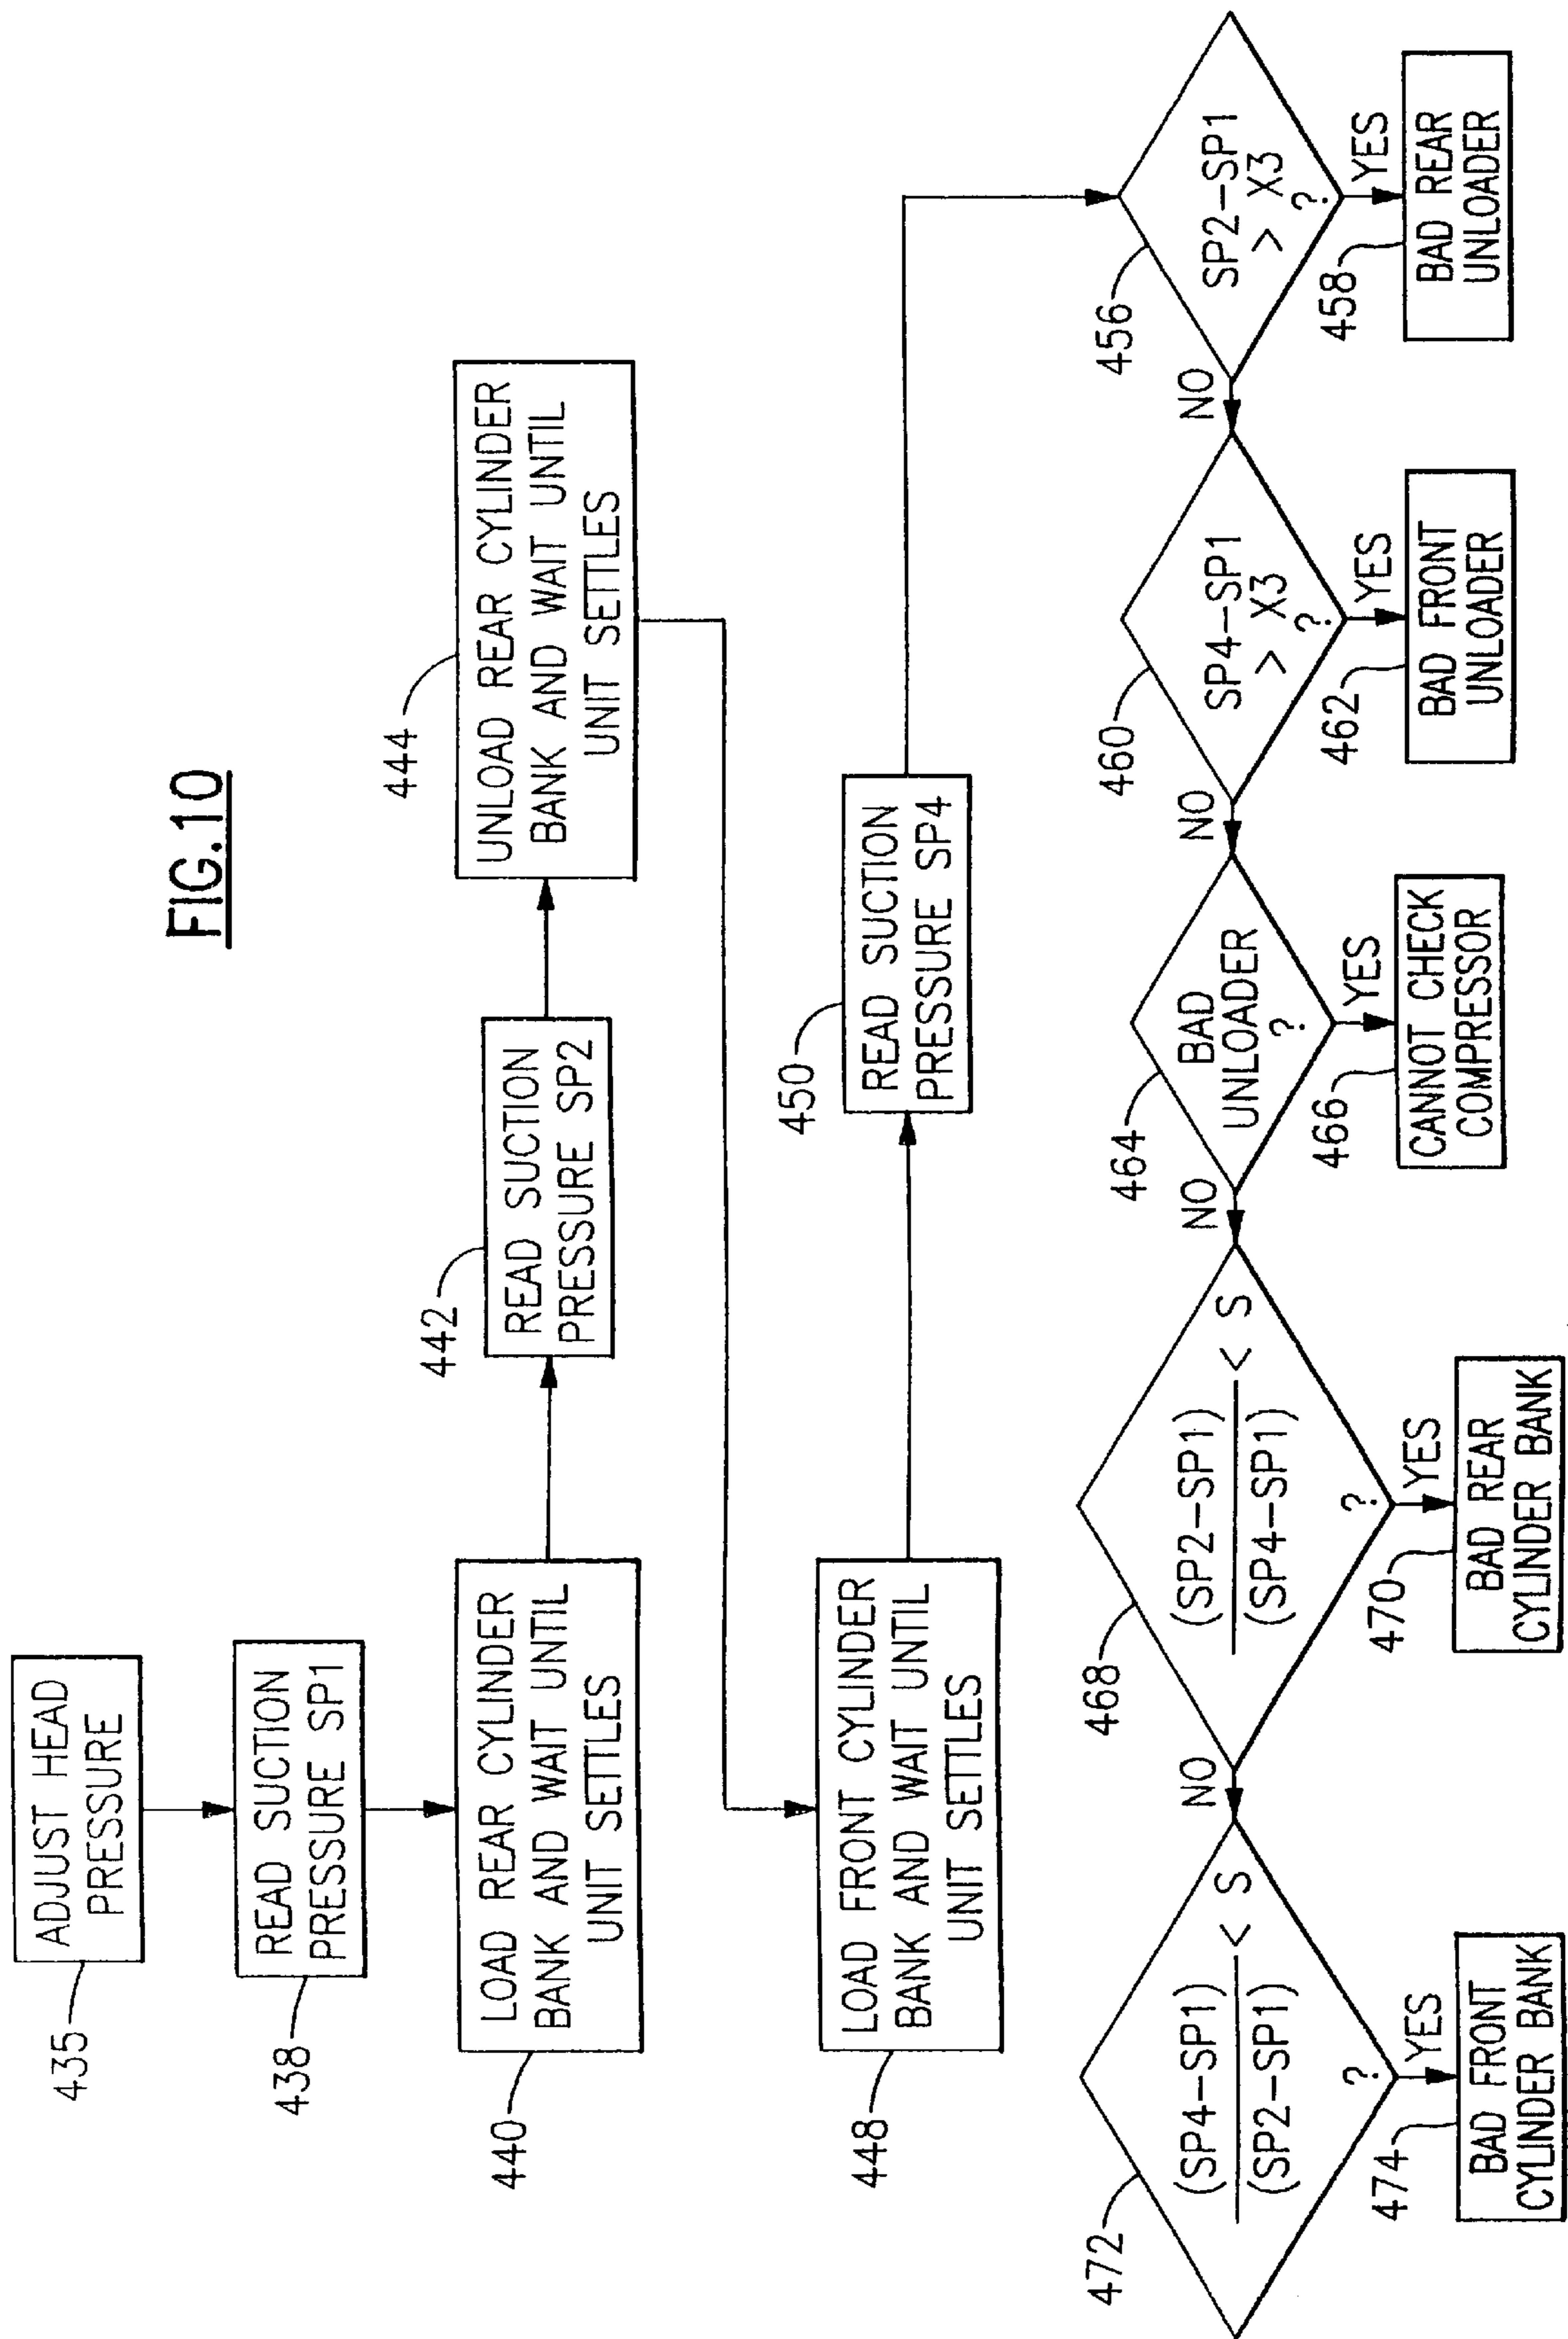 FIG.10
435
ADJUST HEAD
PRESSURE
438
READ SUCTION
PRESSURE SP1
440
LOAD REAR CYLINDER
BANK AND WAIT UNTIL
UNIT SETTLES
442
READ SUCTION
PRESSURE SP2
444
UNLOAD REAR CYLINDER
BANK AND WAIT UNTIL
UNIT SETTLES
448
LOAD FRONT CYLINDER
BANK AND WAIT UNTIL
UNIT SETTLES
450
READ SUCTION
PRESSURE SP4
456
SP2-SP1
> X3
?
YES
458
BAD REAR
UNLOADER
NO
460
SP4-SP1
> X3
?
YES
462
BAD FRONT
UNLOADER
NO
464
BAD
UNLOADER
?
YES
466
CANNOT CHECK
COMPRESSOR
NO
468
(SP2-SP1)
(SP4-SP1)
< S
?
YES
470
BAD REAR
CYLINDER BANK
NO
472
(SP4-SP1)
(SP2-SP1)
< S
?
YES
474
BAD FRONT
CYLINDER BANK